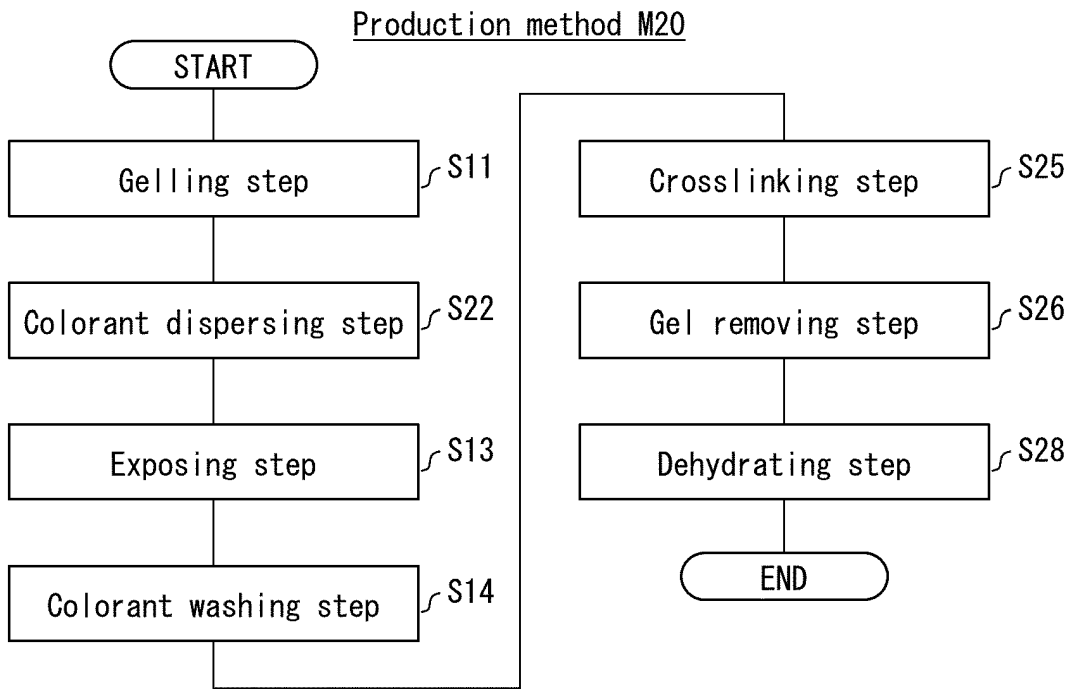 Production method M20
START
Gelling step
S11
Colorant dispersing step
S22
Exposing step
S13
Colorant washing step
S14
Crosslinking step
S25
Gel removing step
S26
Dehydrating step
S28
END